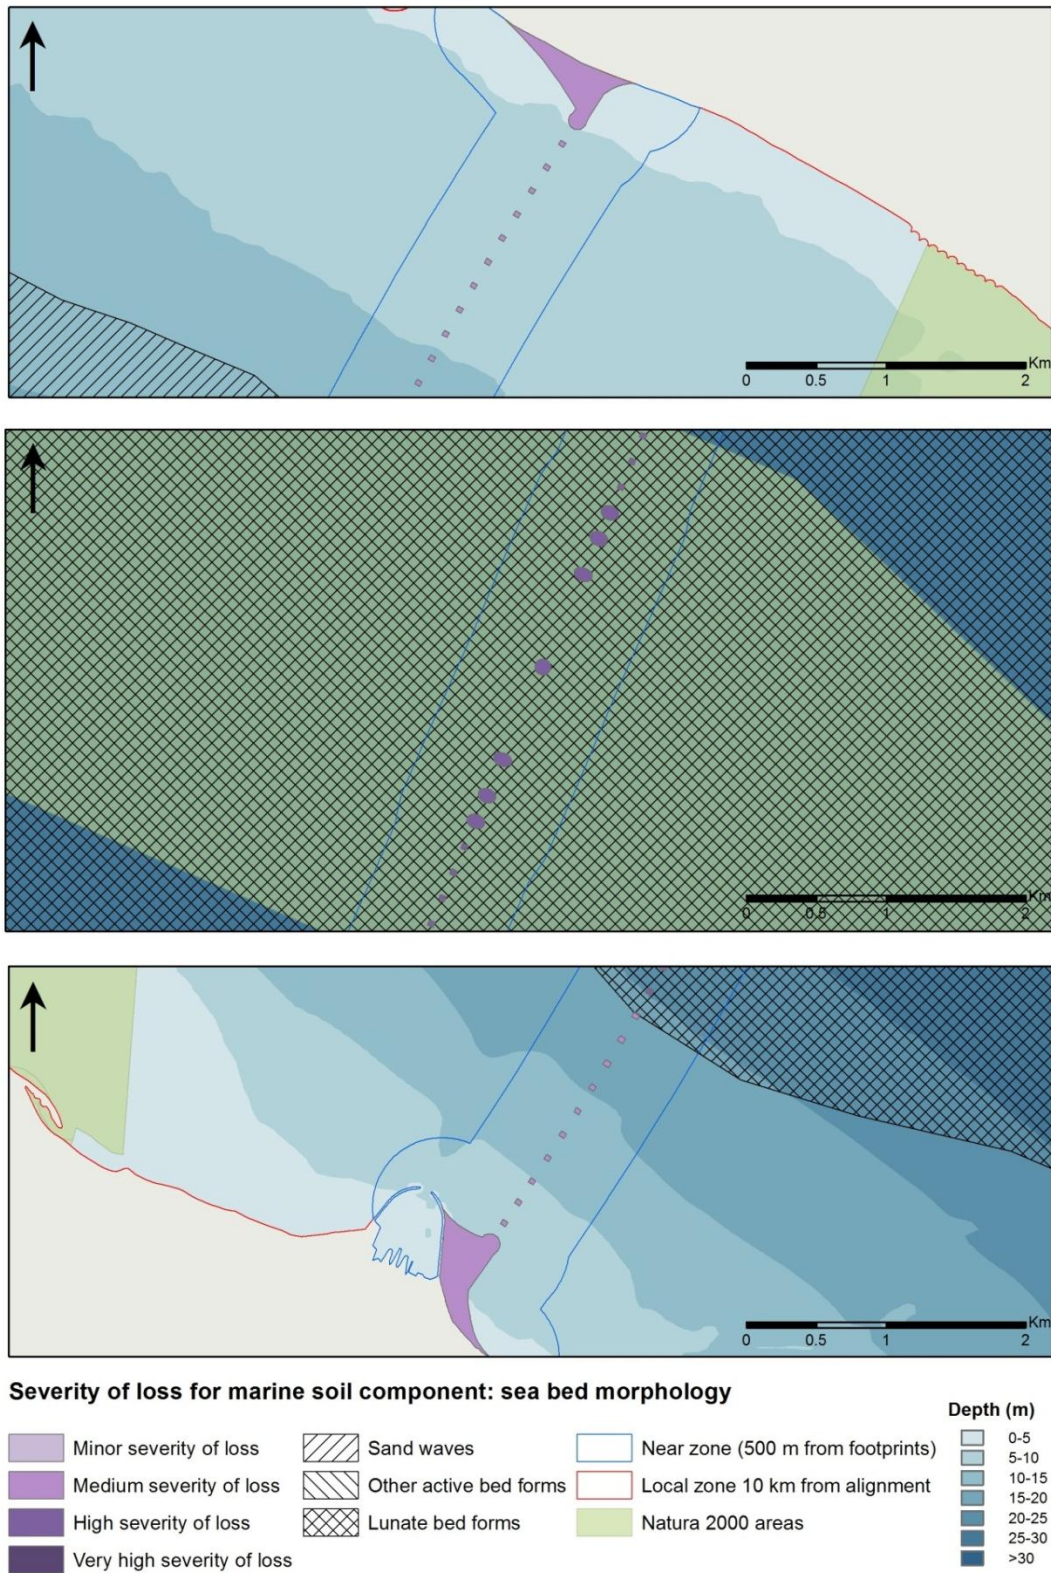 Km
0 0.5 1 2
Km
0 0.5 1 2
Km
0 0.5 1 2
Severity of loss for marine soil component: sea bed morphology
Minor severity of loss
Medium severity of loss
High severity of loss
Very high severity of loss
Sand waves
Other active bed forms
Lunate bed forms
Near zone (500 m from footprints)
Local zone 10 km from alignment
Natura 2000 areas
Depth (m)
0-5
5-10
10-15
15-20
20-25
25-30
>30